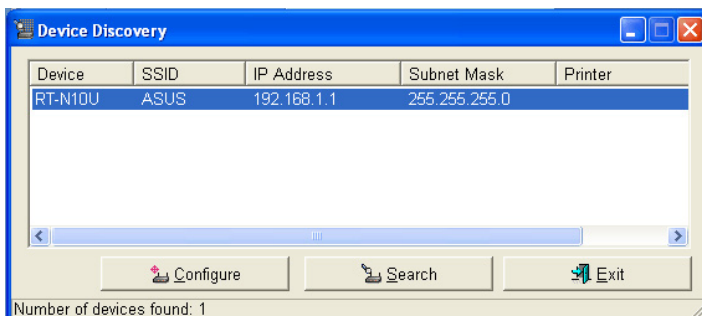 Device Discovery
Device SSID IP Address Subnet Mask Printer
RT-N10U ASUS 192.168.1.1 255.255.255.0
Configure Search Exit
Number of devices found: 1